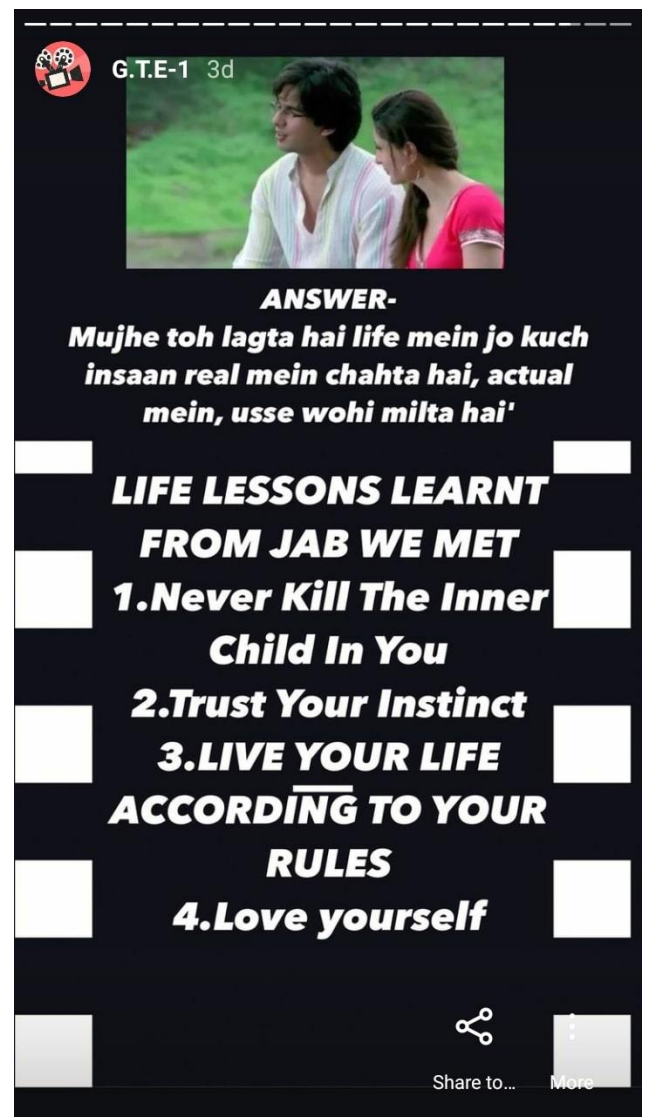 G.T.E-1 3d
ANSWER-
Mujhe toh lagta hai life mein jo kuch
insaan real mein chahta hai, actual
mein, usse wohi milta hai'
LIFE LESSONS LEARNT
FROM JAB WE MET
1.Never Kill The Inner
Child In You
2.Trust Your Instinct
3.LIVE YOUR LIFE
ACCORDING TO YOUR
RULES
4.Love yourself
Share to... More